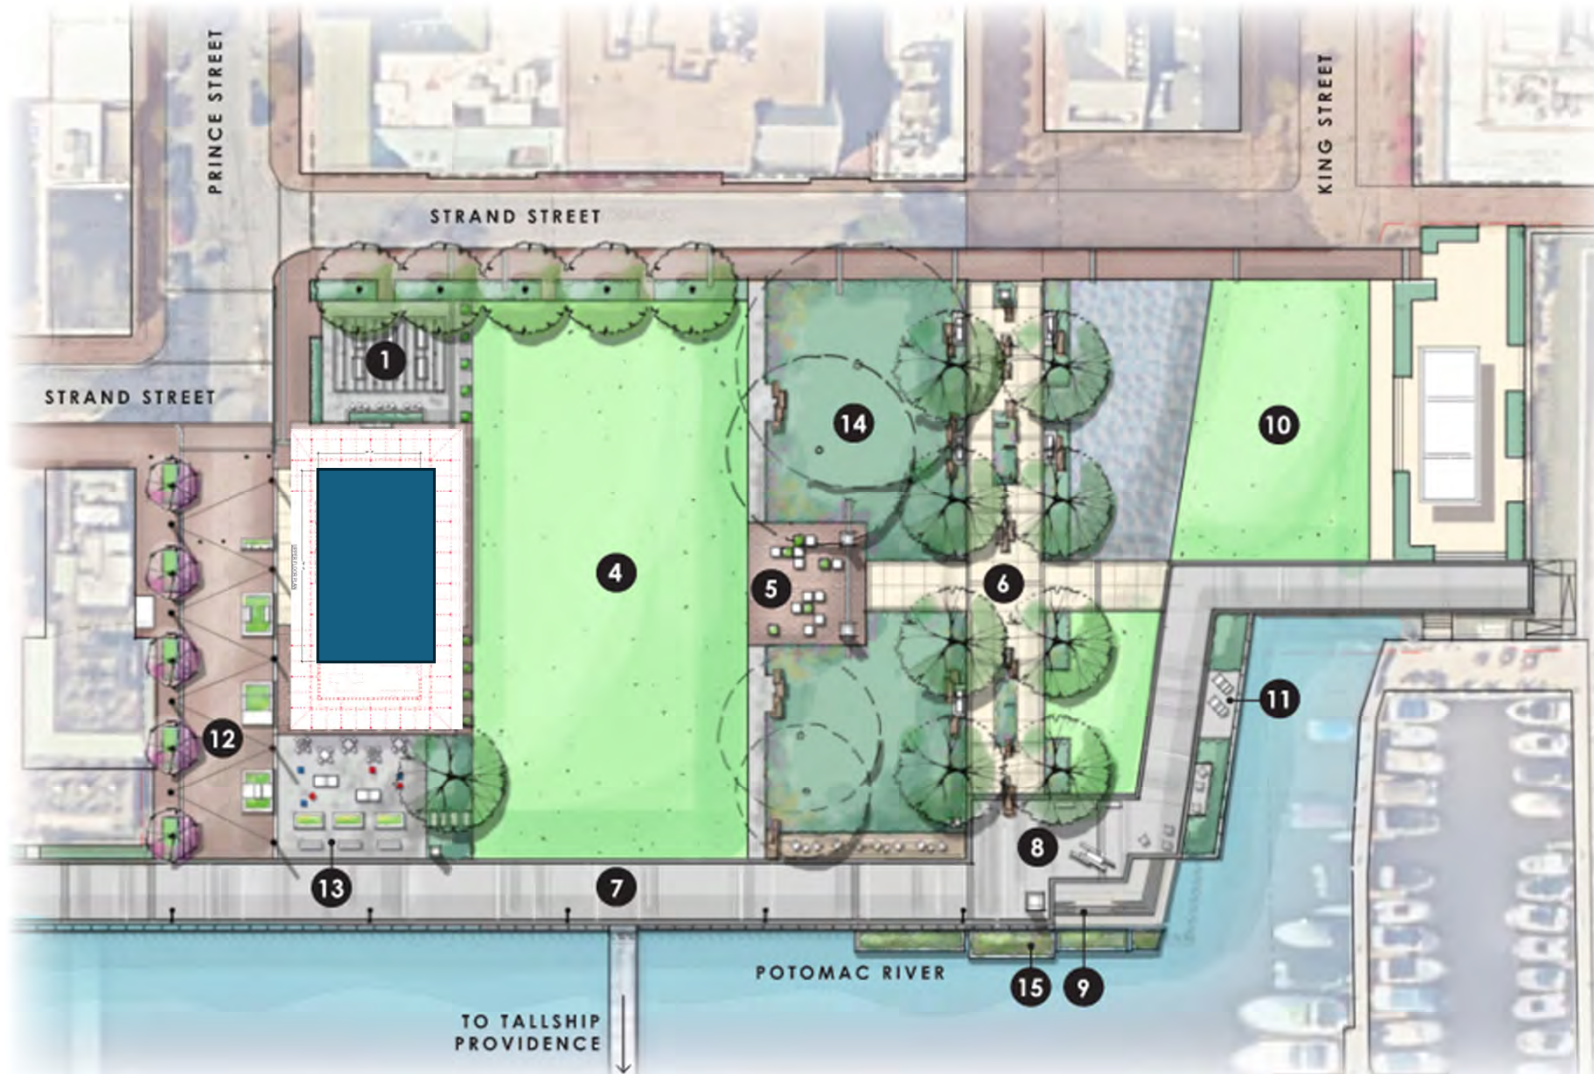 PRINCE STREET
KING STREET
STRAND STREET
1
STRAND STREET
14
10
4
5
6
11
12
8
13
7
POTOMAC RIVER
15
9
TO TALLSHIP
PROVIDENCE